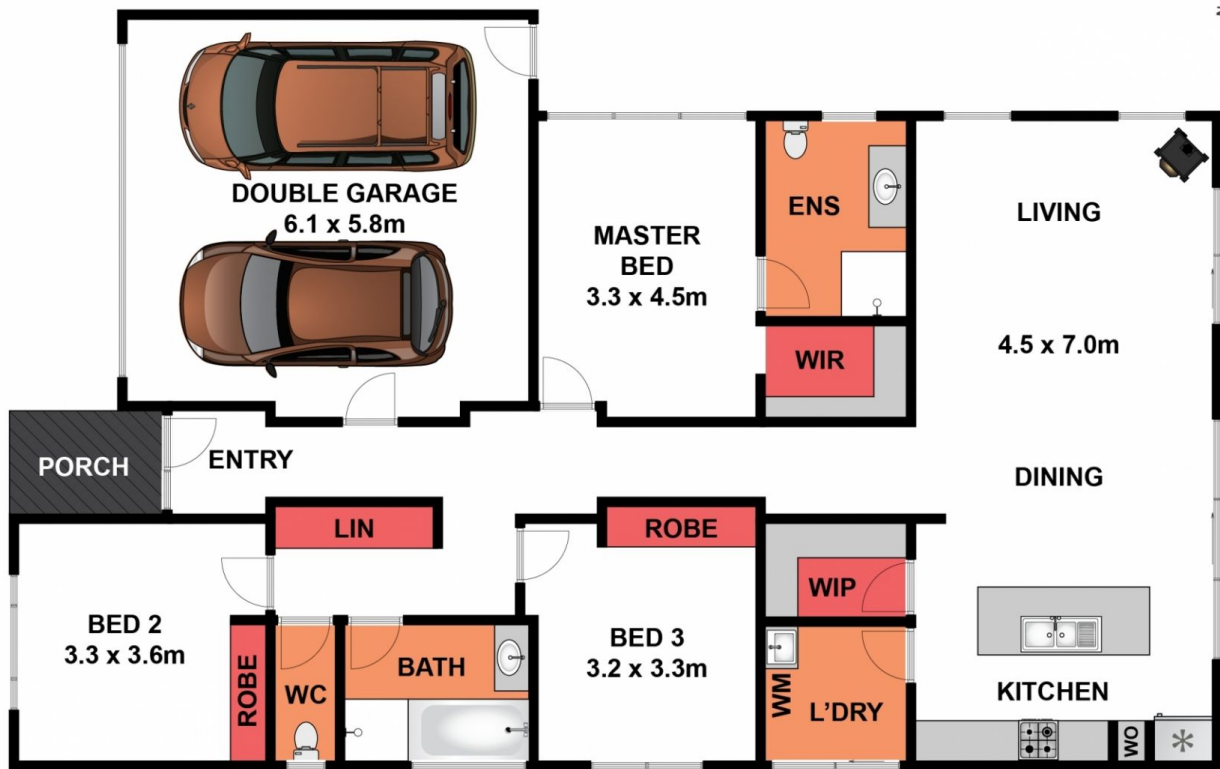 DOUBLE GARAGE
6.1 x 5.8m
MASTER
BED
3.3 x 4.5m
ENS
WIR
LIVING
4.5 x 7.0m
PORCH
ENTRY
DINING
LIN
ROBE
BED 2
3.3 x 3.6m
ROBE
WC
BATH
BED 3
3.2 x 3.3m
WIP
WM
L'DRY
KITCHEN
WO